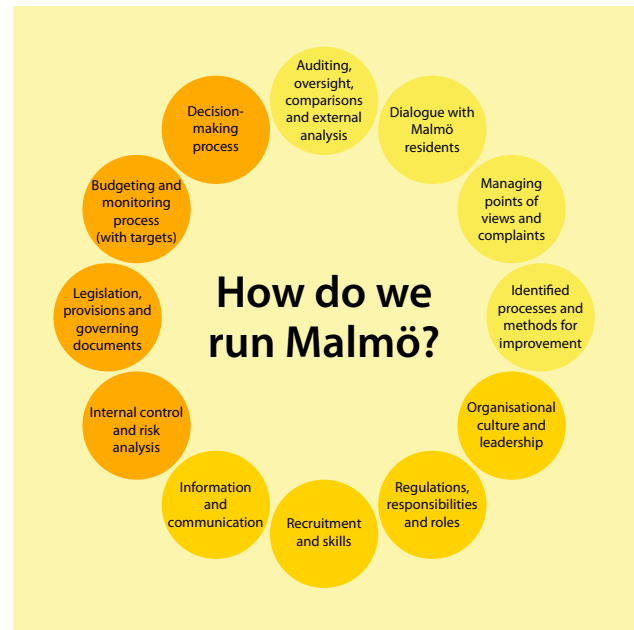 Auditing,
oversight,
comparisons
and external
analysis
Dialogue with
Malmö
residents
Managing
points of
views and
complaints
Identified
processes and
methods for
improvement
Organisational
culture and
leadership
Regulations,
responsibilities
and roles
Recruitment
and skills
Information
and
communication
Internal control
and risk
analysis
Legislation,
provisions and
governing
documents
Budgeting and
monitoring
process
(with targets)
Decision-
making
process
How do we
run Malmö?